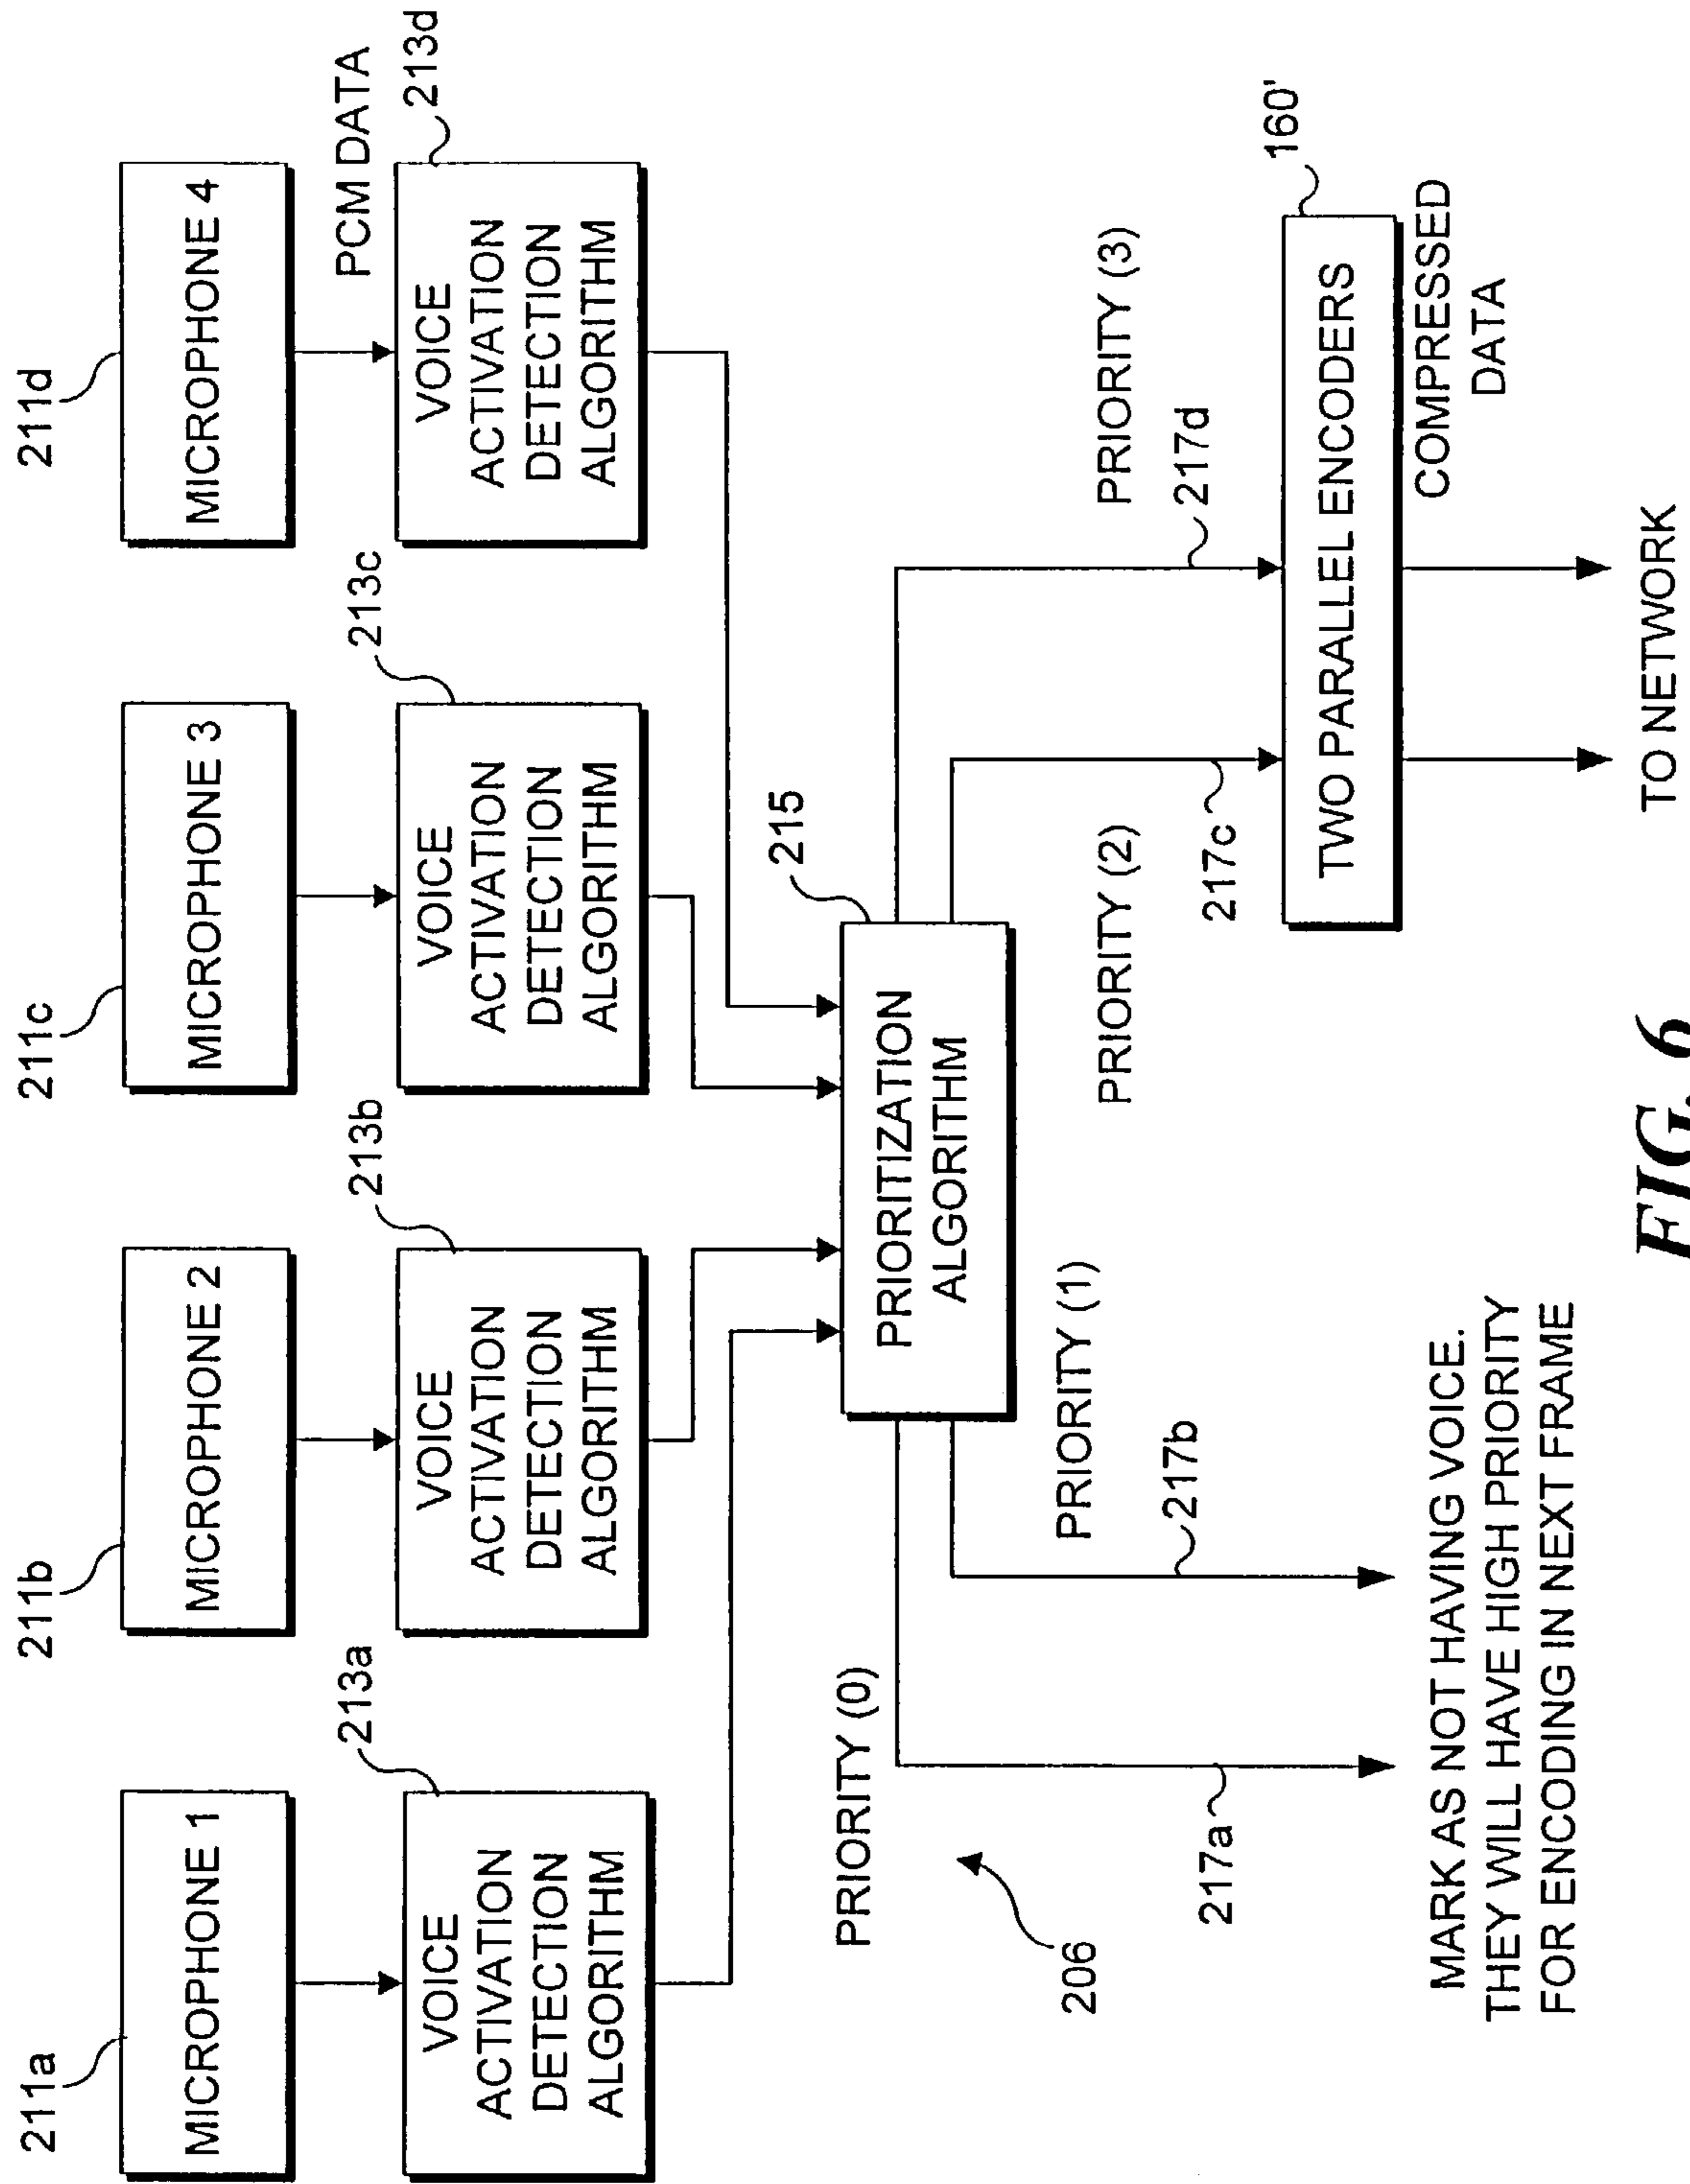 211a
211b
211c
211d
MICROPHONE 1
MICROPHONE 2
MICROPHONE 3
MICROPHONE 4
PCM DATA
213a
213b
213c
213d
VOICE
ACTIVATION
DETECTION
ALGORITHM
VOICE
ACTIVATION
DETECTION
ALGORITHM
VOICE
ACTIVATION
DETECTION
ALGORITHM
VOICE
ACTIVATION
DETECTION
ALGORITHM
215
PRIORITIZATION
ALGORITHM
PRIORITY (0)
206
217a
PRIORITY (1)
217b
PRIORITY (2)
217c
PRIORITY (3)
217d
160'
TWO PARALLEL ENCODERS
COMPRESSED
DATA
MARK AS NOT HAVING VOICE.
THEY WILL HAVE HIGH PRIORITY
FOR ENCODING IN NEXT FRAME
TO NETWORK
FIG. 6